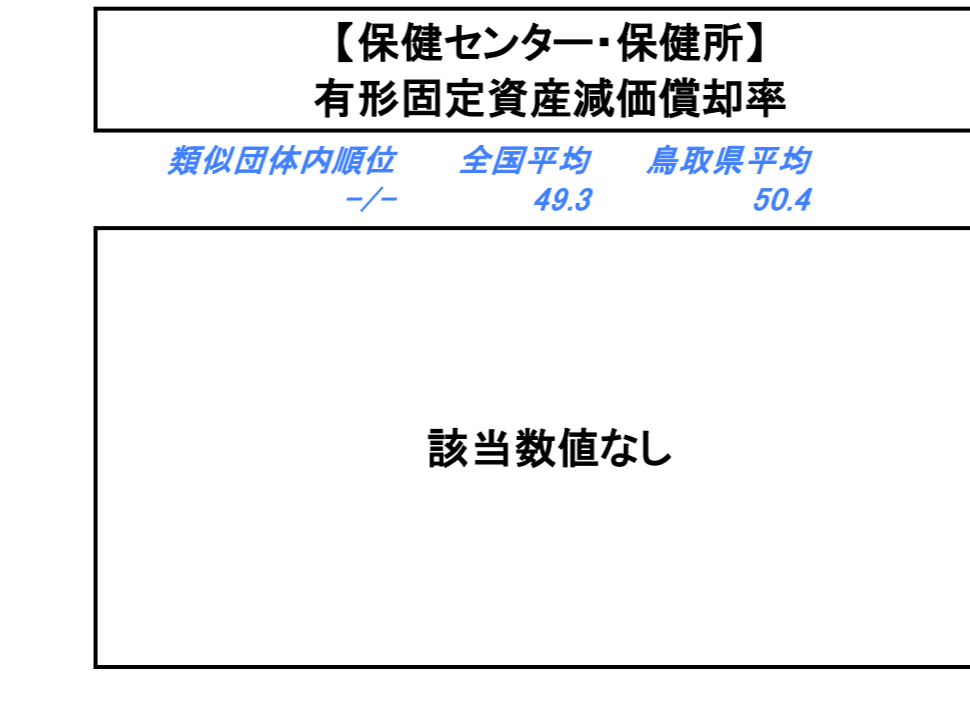 【保健センター・保健所】
有形固定資産減価償却率
類似団体内順位 全国平均 鳥取県平均
-/- 49.3 50.4
該当数値なし